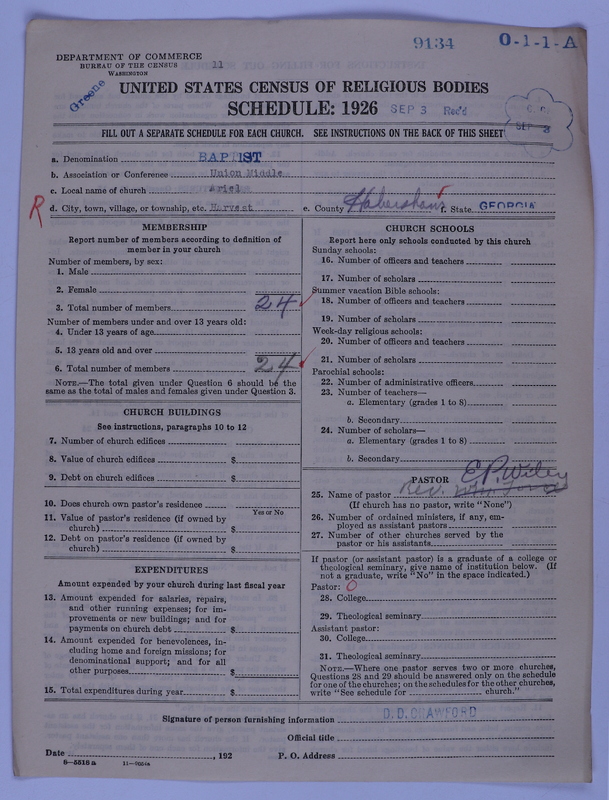 9134 O-1-1-A
DEPARTMENT OF COMMERCE
BUREAU OF THE CENSUS 11
WASHINGTON
Greene
UNITED STATES CENSUS OF RELIGIOUS BODIES
SCHEDULE: 1926 SEP 3 Rec'd
SEP 3
FILL OUT A SEPARATE SCHEDULE FOR EACH CHURCH. SEE INSTRUCTIONS ON THE BACK OF THIS SHEET
a. Denomination BAPTIST
b. Association or Conference Union Middle
c. Local name of church Ariel
R d. City, town, village, or township, etc. Harvest e. County Habersham f. State GEORGIA
MEMBERSHIP
Report number of members according to definition of
member in your church
Number of members, by sex:
1. Male
2. Female
3. Total number of members 24
Number of members under and over 13 years old:
4. Under 13 years of age
5. 13 years old and over
6. Total number of members 24
NOTE.—The total given under Question 6 should be the
same as the total of males and females given under Question 3.
CHURCH BUILDINGS
See instructions, paragraphs 10 to 12
7. Number of church edifices
8. Value of church edifices $
9. Debt on church edifices $
10. Does church own pastor's residence
Yes or No
11. Value of pastor's residence (if owned by
church) $
12. Debt on pastor's residence (if owned by
church) $
EXPENDITURES
Amount expended by your church during last fiscal year
13. Amount expended for salaries, repairs,
and other running expenses; for im-
provements or new buildings; and for
payments on church debt $
14. Amount expended for benevolences, in-
cluding home and foreign missions; for
denominational support; and for all
other purposes $
15. Total expenditures during year $
CHURCH SCHOOLS
Report here only schools conducted by this church
Sunday schools:
16. Number of officers and teachers
17. Number of scholars
Summer vacation Bible schools:
18. Number of officers and teachers
19. Number of scholars
Week-day religious schools:
20. Number of officers and teachers
21. Number of scholars
Parochial schools:
22. Number of administrative officers
23. Number of teachers—
a. Elementary (grades 1 to 8)
b. Secondary
24. Number of scholars—
a. Elementary (grades 1 to 8)
b. Secondary
PASTOR E.P. Wiley
25. Name of pastor Rev.
(If church has no pastor, write "None")
26. Number of ordained ministers, if any, em-
ployed as assistant pastors
27. Number of other churches served by the
pastor or his assistants
If pastor (or assistant pastor) is a graduate of a college or
theological seminary, give name of institution below. (If
not a graduate, write "No" in the space indicated.)
Pastor: O
28. College
29. Theological seminary
Assistant pastor:
30. College
31. Theological seminary
NOTE.—Where one pastor serves two or more churches,
Questions 28 and 29 should be answered only on the schedule
for one of the churches; on the schedules for the other churches,
write "See schedule for church."
Signature of person furnishing information D.D. CRAWFORD
Official title
Date , 192 P. O. Address
8—5518a